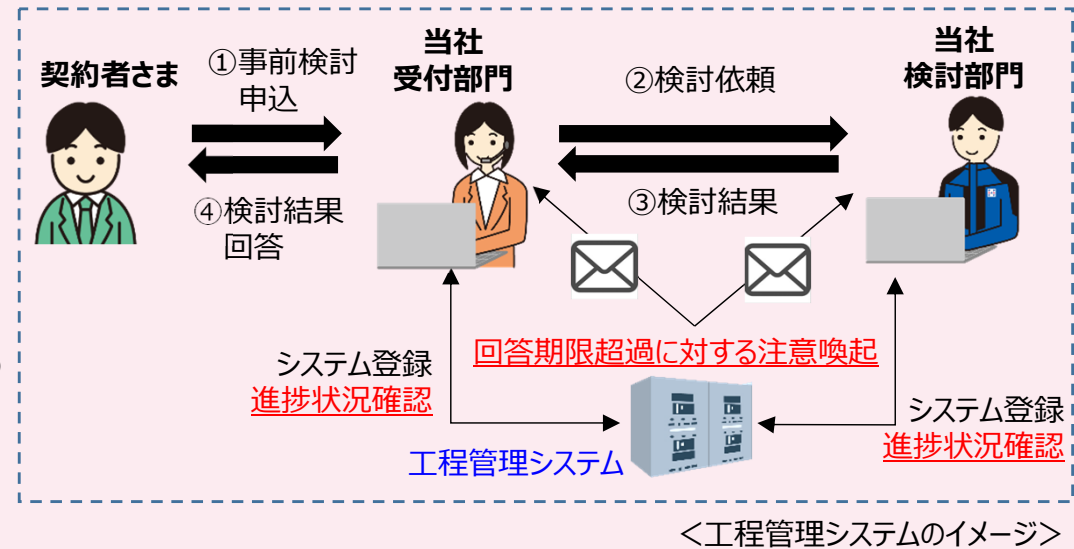 契約者さま
①事前検討
申込
当社
受付部門
②検討依頼
当社
検討部門
④検討結果
回答
③検討結果
回答期限超過に対する注意喚起
システム登録
進捗状況確認
システム登録
進捗状況確認
工程管理システム
＜工程管理システムのイメージ＞